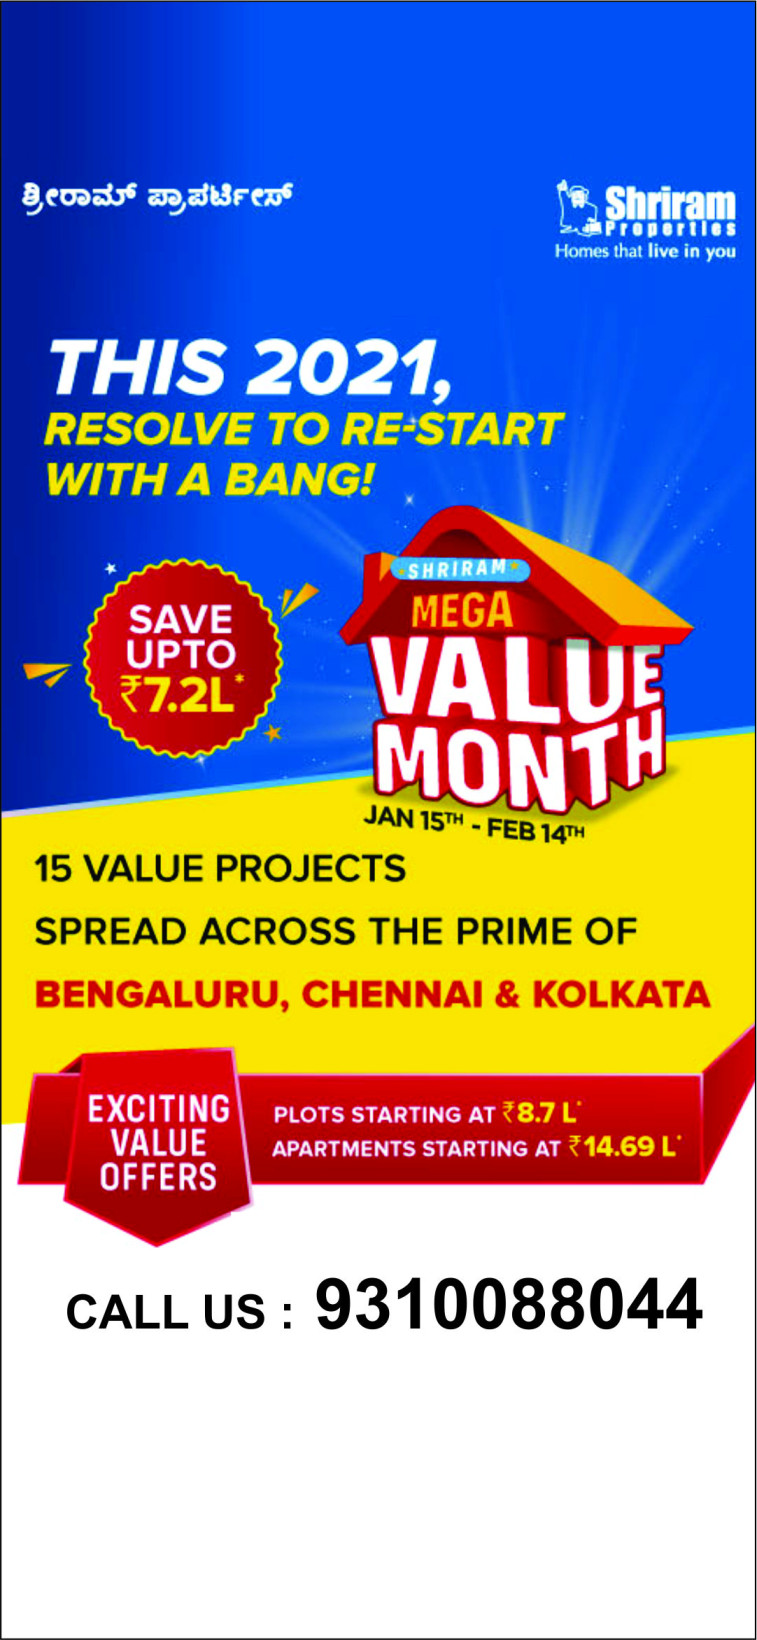 ಶ್ರೀರಾಮ್ ಪ್ರಾಪರ್ಟೀಸ್
Shriram
Properties
Homes that live in you
THIS 2021,
RESOLVE TO RE-START
WITH A BANG!
SAVE
UPTO
₹7.2L*
SHRIRAM
MEGA
VALUE
MONTH
JAN 15TH - FEB 14TH
15 VALUE PROJECTS
SPREAD ACROSS THE PRIME OF
BENGALURU, CHENNAI & KOLKATA
EXCITING
VALUE
OFFERS
PLOTS STARTING AT ₹8.7 L*
APARTMENTS STARTING AT ₹14.69 L*
CALL US : 9310088044